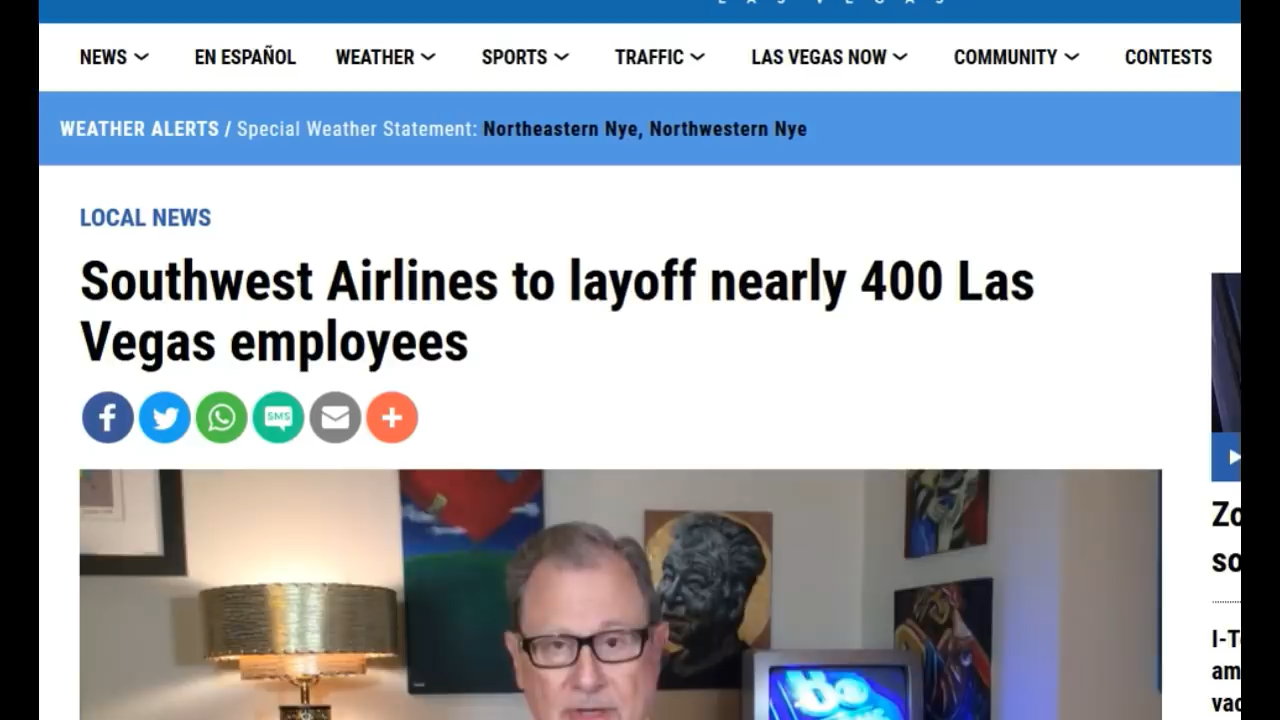 NEWS EN ESPAÑOL WEATHER SPORTS TRAFFIC LAS VEGAS NOW COMMUNITY CONTESTS
WEATHER ALERTS / Special Weather Statement: Northeastern Nye, Northwestern Nye
LOCAL NEWS
Southwest Airlines to layoff nearly 400 Las
Vegas employees
SMS